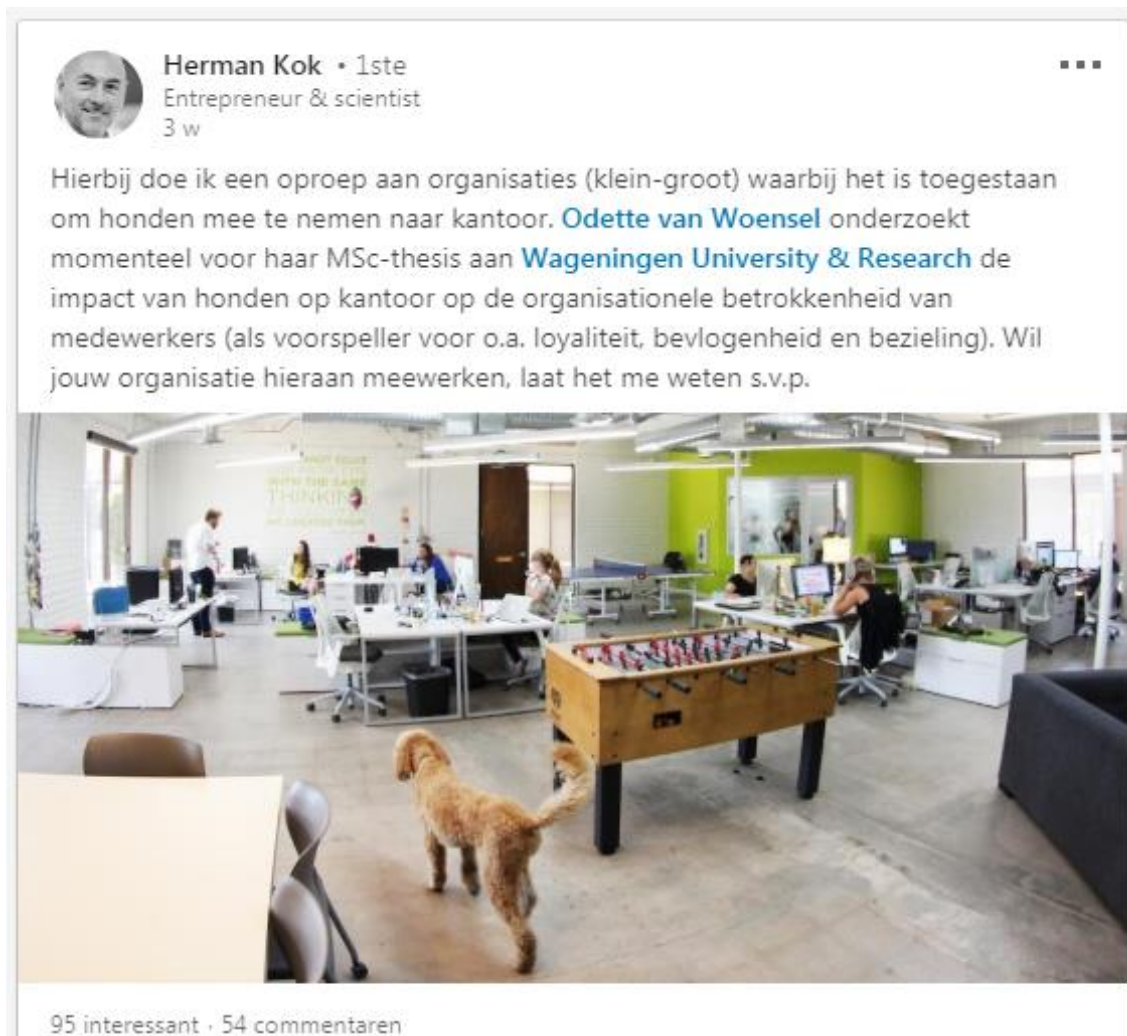 Herman Kok • 1ste
Entrepreneur & scientist
3 w
Hierbij doe ik een oproep aan organisaties (klein-groot) waarbij het is toegestaan
om honden mee te nemen naar kantoor. Odette van Woensel onderzoekt
momenteel voor haar MSc-thesis aan Wageningen University & Research de
impact van honden op kantoor op de organisationele betrokkenheid van
medewerkers (als voorspeller voor o.a. loyaliteit, bevlogenheid en bezieling). Wil
jouw organisatie hieraan meewerken, laat het me weten s.v.p.
WITH THE SAME
THINKING
95 interessant · 54 commentaren